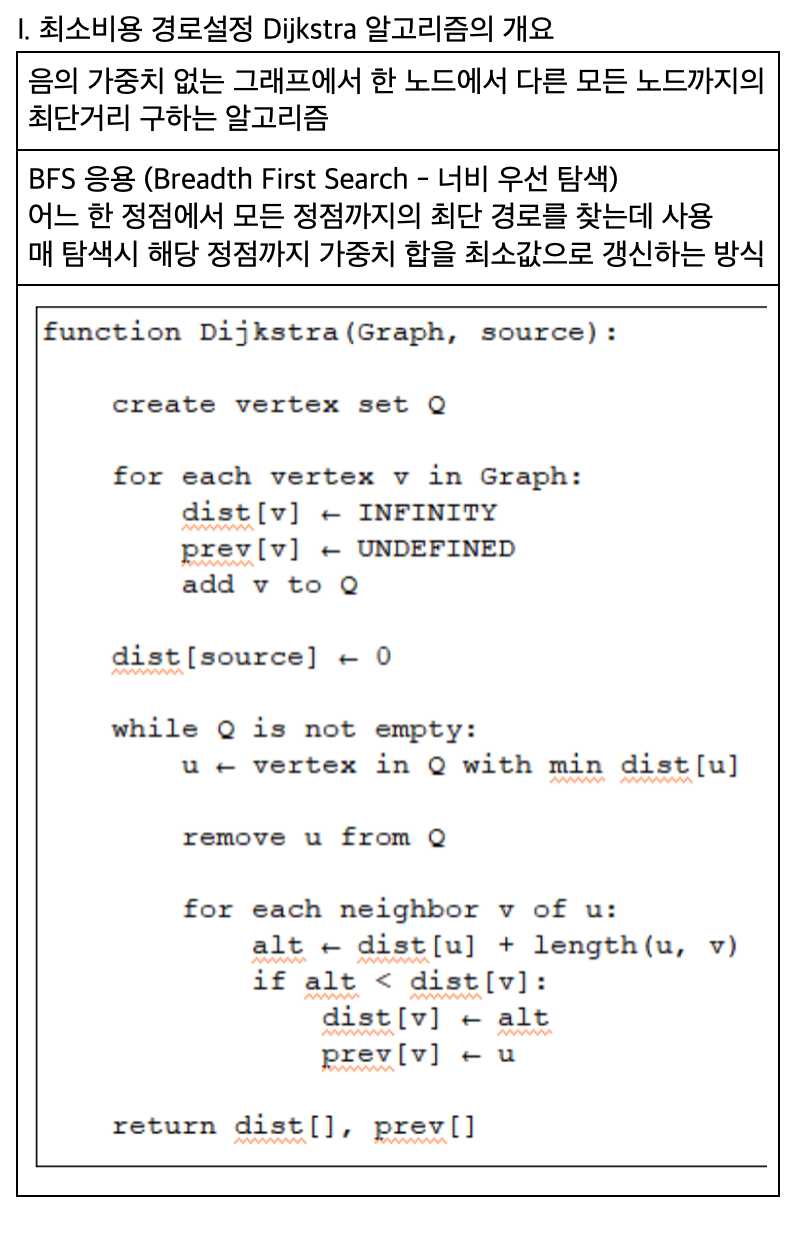 I. 최소비용 경로설정 Dijkstra 알고리즘의 개요
음의 가중치 없는 그래프에서 한 노드에서 다른 모든 노드까지의
최단거리 구하는 알고리즘
BFS 응용 (Breadth First Search - 너비 우선 탐색)
어느 한 정점에서 모든 정점까지의 최단 경로를 찾는데 사용
매 탐색시 해당 정점까지 가중치 합을 최소값으로 갱신하는 방식
function Dijkstra(Graph, source):
create vertex set Q
for each vertex v in Graph:
dist[v] ← INFINITY
prev[v] ← UNDEFINED
add v to Q
dist[source] ← 0
while Q is not empty:
u ← vertex in Q with min dist[u]
remove u from Q
for each neighbor v of u:
alt ← dist[u] + length(u, v)
if alt < dist[v]:
dist[v] ← alt
prev[v] ← u
return dist[], prev[]